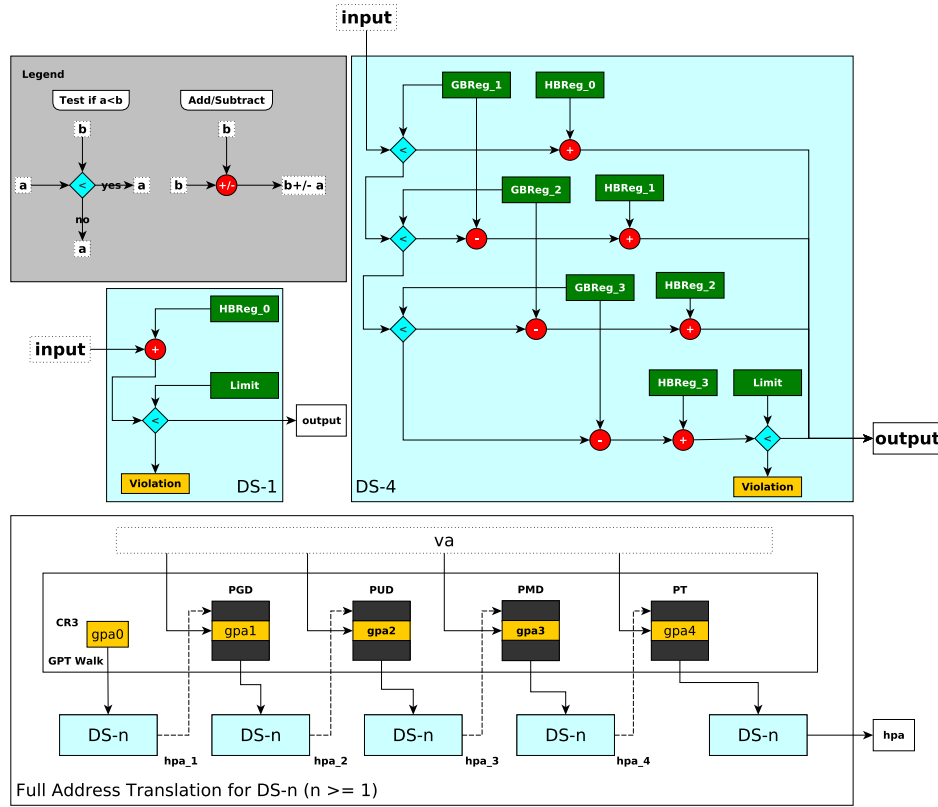 input
Legend
Test if a<b
Add/Subtract
b
b
a
<
yes
a
b
+/-
b+/- a
no
a
GBReg_1
HBReg_0
<
+
GBReg_2
HBReg_1
<
-
+
GBReg_3
HBReg_2
<
-
+
HBReg_3
Limit
-
+
<
output
Violation
DS-4
HBReg_0
input
+
Limit
<
output
Violation
DS-1
va
PGD
PUD
PMD
PT
CR3
gpa0
gpa1
gpa2
gpa3
gpa4
GPT Walk
DS-n
DS-n
DS-n
DS-n
DS-n
hpa
hpa_1
hpa_2
hpa_3
hpa_4
Full Address Translation for DS-n (n >= 1)